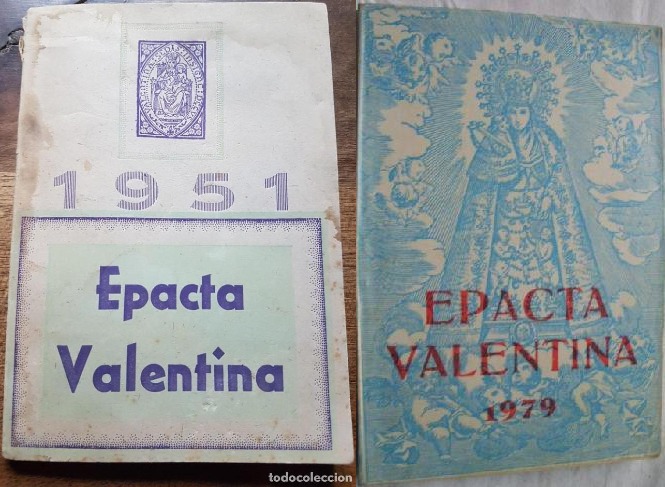 1951
Epacta
Valentina
EPACTA
VALENTINA
1979
todocoleccion